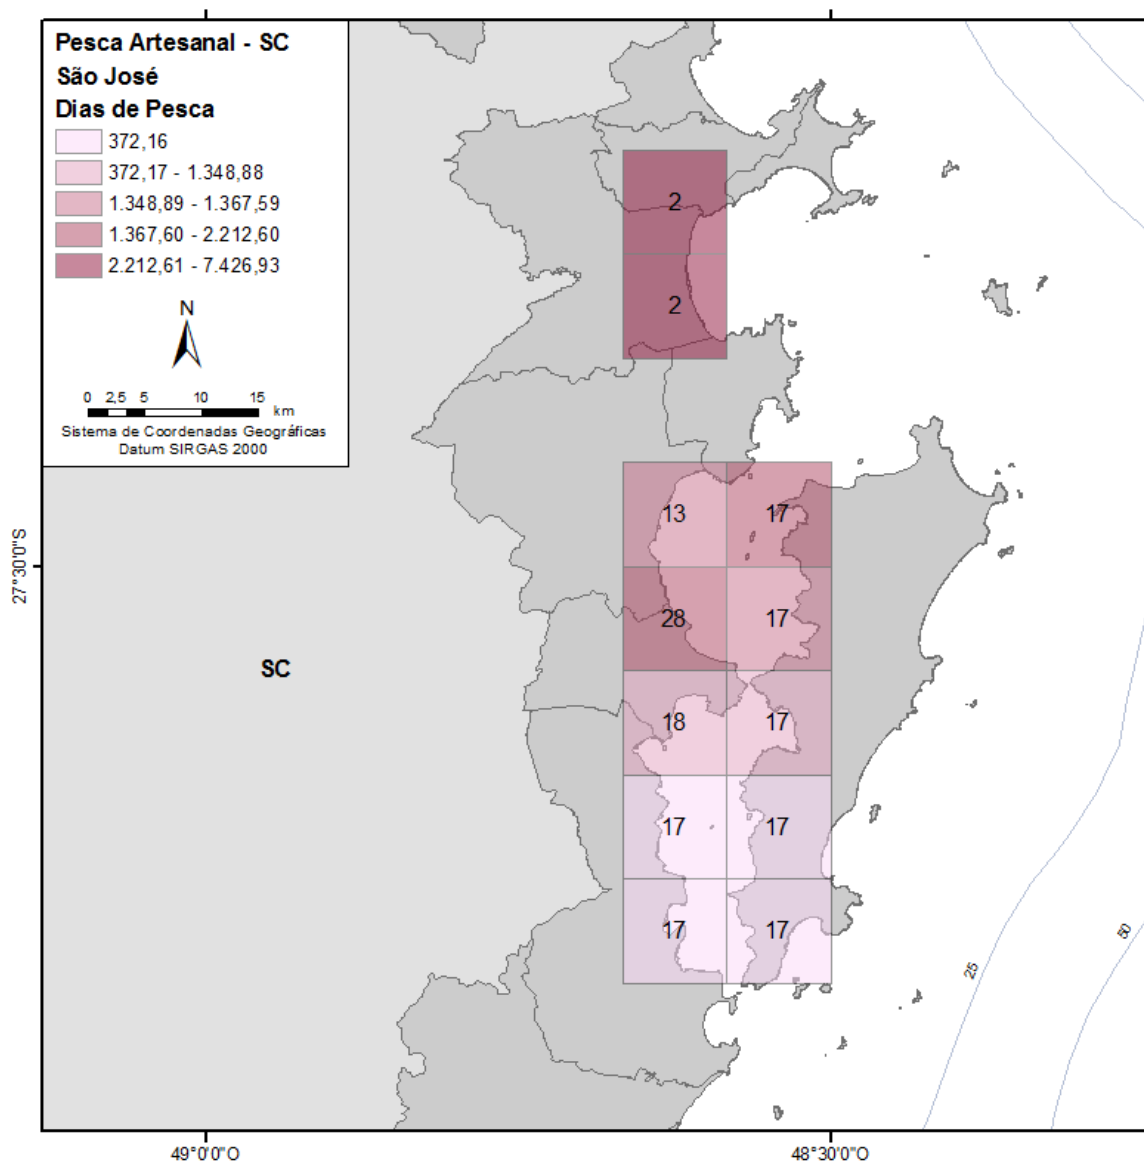 Pesca Artesanal - SC
São José
Dias de Pesca
372,16
372,17 - 1.348,88
1.348,89 - 1.367,59
1.367,60 - 2.212,60
2.212,61 - 7.426,93
N
0 2,5 5 10 15
km
Sistema de Coordenadas Geográficas
Datum SIRGAS 2000
2
2
13 17
27°30'0"S
28 17
SC
18 17
17 17
17 17
25
50
49°0'0"O
48°30'0"O